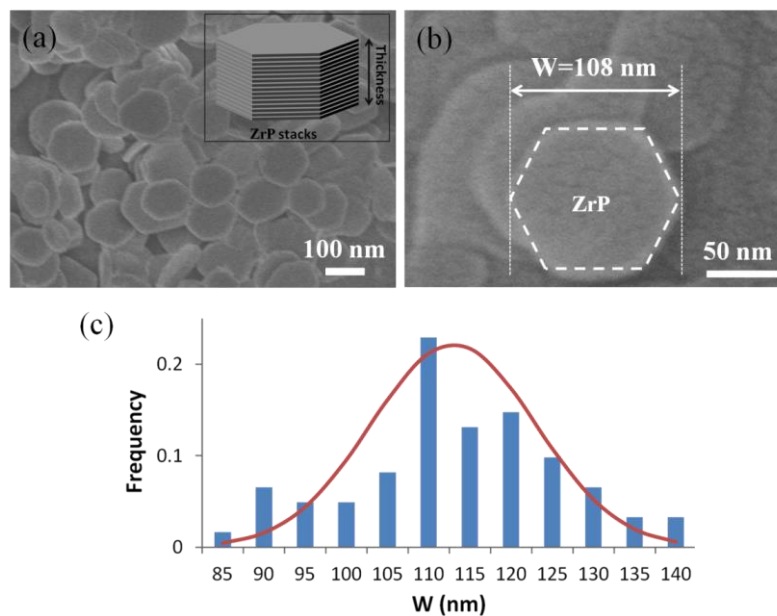 (a)
Thickness
ZrP stacks
100 nm
(b)
W=108 nm
ZrP
50 nm
(c)
Frequency
0.2
0.1
0
85 90 95 100 105 110 115 120 125 130 135 140
W (nm)